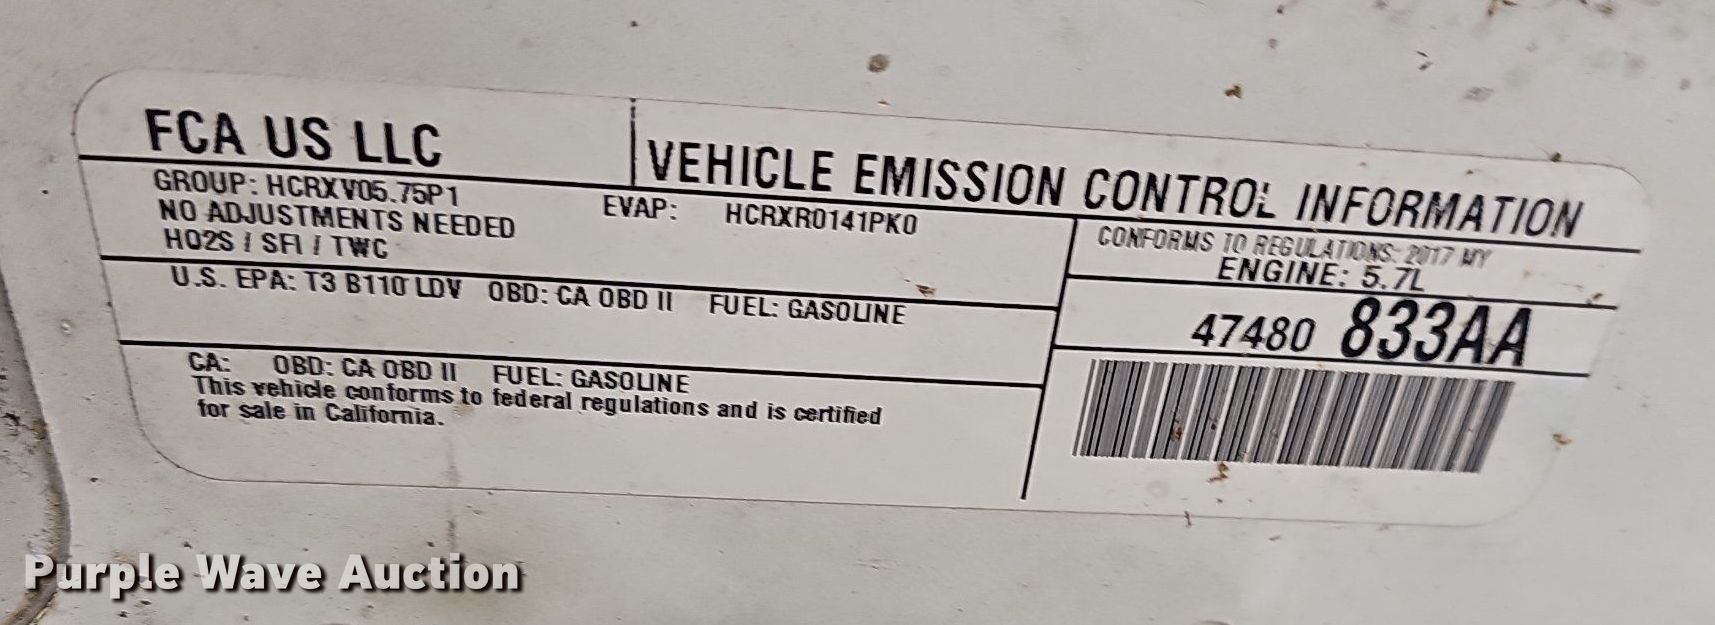 FCA US LLC
VEHICLE EMISSION CONTROL INFORMATION
GROUP: HCRXV05.75P1
EVAP: HCRXR0141PK0
NO ADJUSTMENTS NEEDED
HO2S / SFI / TWC
CONFORMS TO REGULATIONS: 2017 MY
ENGINE: 5.7L
U.S. EPA: T3 B110 LDV OBD: CA OBD II FUEL: GASOLINE
47480 833AA
CA: OBD: CA OBD II FUEL: GASOLINE
This vehicle conforms to federal regulations and is certified
for sale in California.
Purple Wave Auction